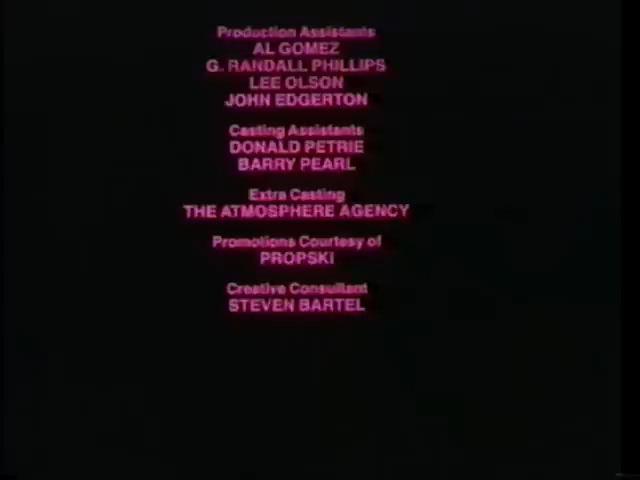 Production Assistants
AL GOMEZ
G. RANDALL PHILLIPS
LEE OLSON
JOHN EDGERTON
Casting Assistants
DONALD PETRIE
BARRY PEARL
Extra Casting
THE ATMOSPHERE AGENCY
Promotions Courtesy of
PROPSKI
Creative Consultant
STEVEN BARTEL